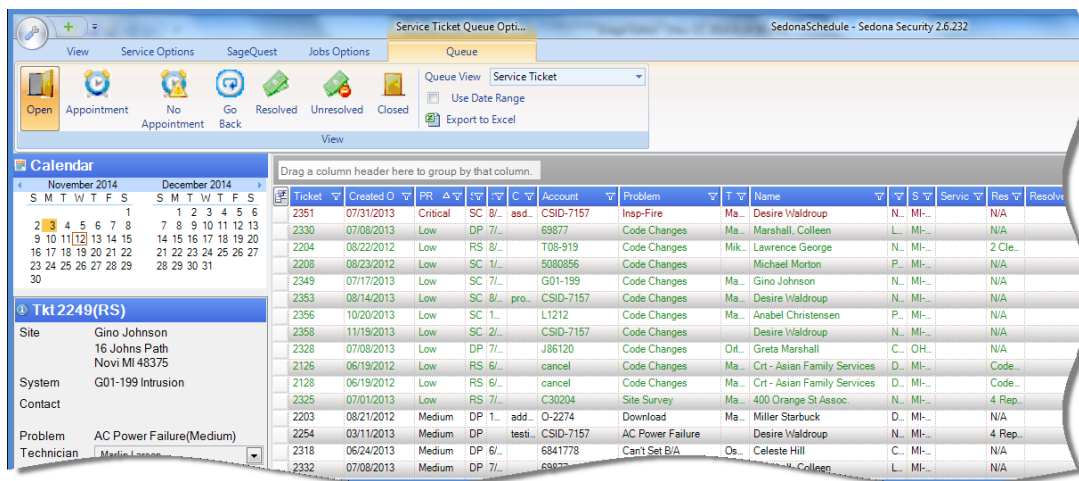 Service Ticket Queue Opti...
SedonaSchedule - Sedona Security 2.6.232
View Service Options SageQuest Jobs Options Queue
Open Appointment No Appointment Go Back Resolved Unresolved Closed
Queue View Service Ticket
Use Date Range
Export to Excel
View
Calendar
November 2014 December 2014
S M T W T F S S M T W T F S
1 1 2 3 4 5 6
2 3 4 5 6 7 8 7 8 9 10 11 12 13
9 10 11 12 13 14 15 14 15 16 17 18 19 20
16 17 18 19 20 21 22 21 22 23 24 25 26 27
23 24 25 26 27 28 29 28 29 30 31
30
Tkt 2249(RS)
Site Gino Johnson
16 Johns Path
Novi MI 48375
System G01-199 Intrusion
Contact
Problem AC Power Failure(Medium)
Technician Marlin Larson
Drag a column header here to group by that column.
Ticket Created O PR C Account Problem T Name S Servic Res Resolve
2351 07/31/2013 Critical SC 8/... asd... CSID-7157 Insp-Fire Ma... Desire Waldroup N... MI-... N/A
2330 07/08/2013 Low DP 7/... 69877 Code Changes Ma... Marshall, Colleen L... MI-... N/A
2204 08/22/2012 Low RS 8/... T08-919 Code Changes Mik... Lawrence George N... MI-... 2 Cle...
2208 08/23/2012 Low SC 1/... 5080856 Code Changes Michael Morton P... MI-... N/A
2349 07/17/2013 Low SC 7/... G01-199 Code Changes Ma... Gino Johnson N... MI-... N/A
2353 08/14/2013 Low SC 8/... pro... CSID-7157 Code Changes Ma... Desire Waldroup N... MI-... N/A
2356 10/20/2013 Low SC 1... L1212 Code Changes Ma... Anabel Christensen P... MI-... N/A
2358 11/19/2013 Low SC 2/... CSID-7157 Code Changes Desire Waldroup N... MI-... N/A
2328 07/08/2013 Low DP 7/... J86120 Code Changes Orl... Greta Marshall C... OH... N/A
2126 06/19/2012 Low RS 6/... cancel Code Changes Ma... Crt - Asian Family Services D... MI-... Code...
2128 06/19/2012 Low RS 6/... cancel Code Changes Ma... Crt - Asian Family Services D... MI-... Code...
2325 07/01/2013 Low RS 7/... C30204 Site Survey Ma... 400 Orange St Assoc. N... MI-... 4 Rep...
2203 08/21/2012 Medium DP 1... add... O-2274 Download Ma... Miller Starbuck D... MI-... N/A
2254 03/11/2013 Medium DP testi... CSID-7157 AC Power Failure Desire Waldroup N... MI-... 4 Rep...
2318 06/24/2013 Medium DP 6/... 6841778 Can't Set B/A Os... Celeste Hill C... MI-... N/A
2332 07/08/2013 Medium DP 7/... 69877 Colleen L... MI-... N/A